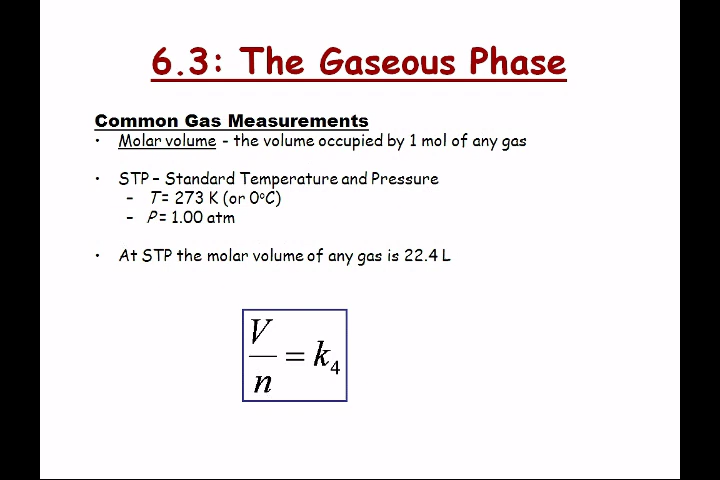 6.3: The Gaseous Phase
Common Gas Measurements
• Molar volume - the volume occupied by 1 mol of any gas
• STP – Standard Temperature and Pressure
- T = 273 K (or 0°C)
- P = 1.00 atm
• At STP the molar volume of any gas is 22.4 L
V/n = k₄